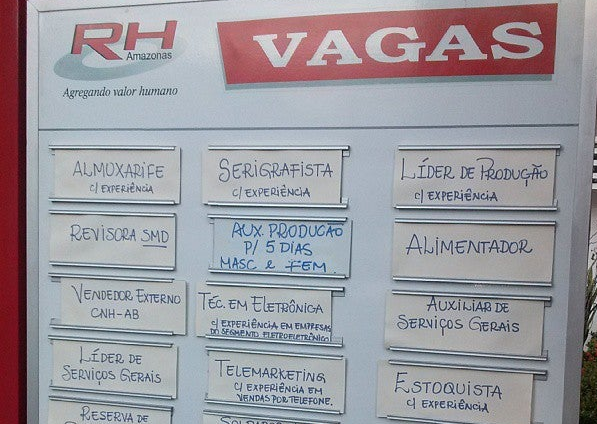 RH
Amazonas
Agregando valor humano
VAGAS
ALMOXARIFE
C/ EXPERIÊNCIA
SERIGRAFISTA
C/ EXPERIÊNCIA
LÍDER DE PRODUÇÃO
C/ EXPERIÊNCIA
REVISORA SMD
AUX. PRODUÇÃO
P/ 5 DIAS
MASC e FEM.
ALIMENTADOR
VENDEDOR EXTERNO
CNH-AB
TÉC. EM ELETRÔNICA
C/ EXPERIÊNCIA EM EMPRESAS
DO SEGMENTO ELETROELETRÔNICO
AUXILIAR DE
SERVIÇOS GERAIS
LÍDER DE
SERVIÇOS GERAIS
TELEMARKETING
C/ EXPERIÊNCIA EM
VENDAS POR TELEFONE.
ESTOQUISTA
C/ EXPERIÊNCIA
RESERVA DE